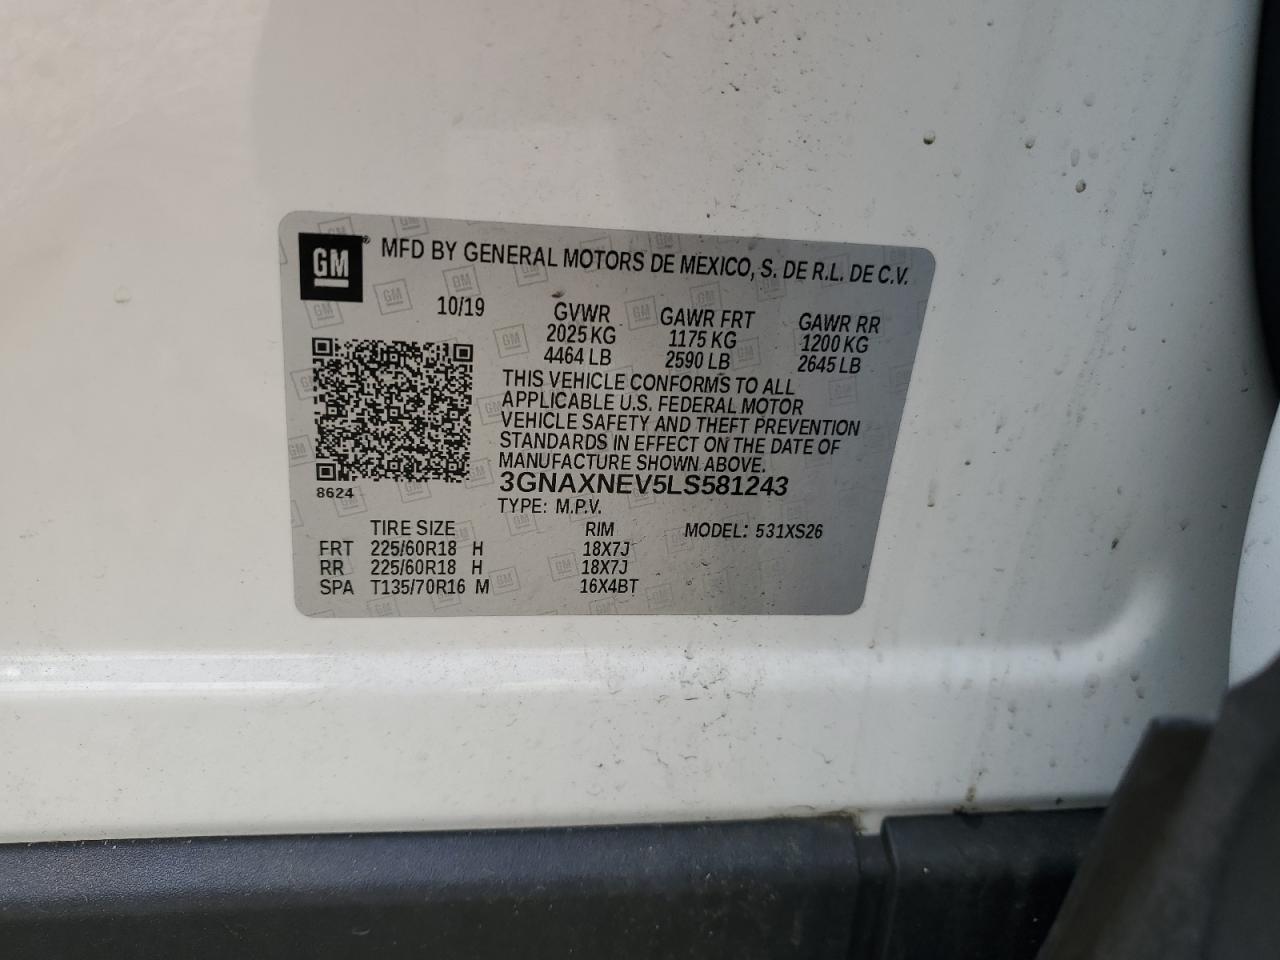 GM® MFD BY GENERAL MOTORS DE MEXICO, S. DE R.L. DE C.V.
10/19 GVWR GAWR FRT GAWR RR
2025 KG 1175 KG 1200 KG
4464 LB 2590 LB 2645 LB
THIS VEHICLE CONFORMS TO ALL
APPLICABLE U.S. FEDERAL MOTOR
VEHICLE SAFETY AND THEFT PREVENTION
STANDARDS IN EFFECT ON THE DATE OF
MANUFACTURE SHOWN ABOVE.
3GNAXNEV5LS581243
8624
TYPE: M.P.V.
TIRE SIZE RIM MODEL: 531XS26
FRT 225/60R18 H 18X7J
RR 225/60R18 H 18X7J
SPA T135/70R16 M 16X4BT